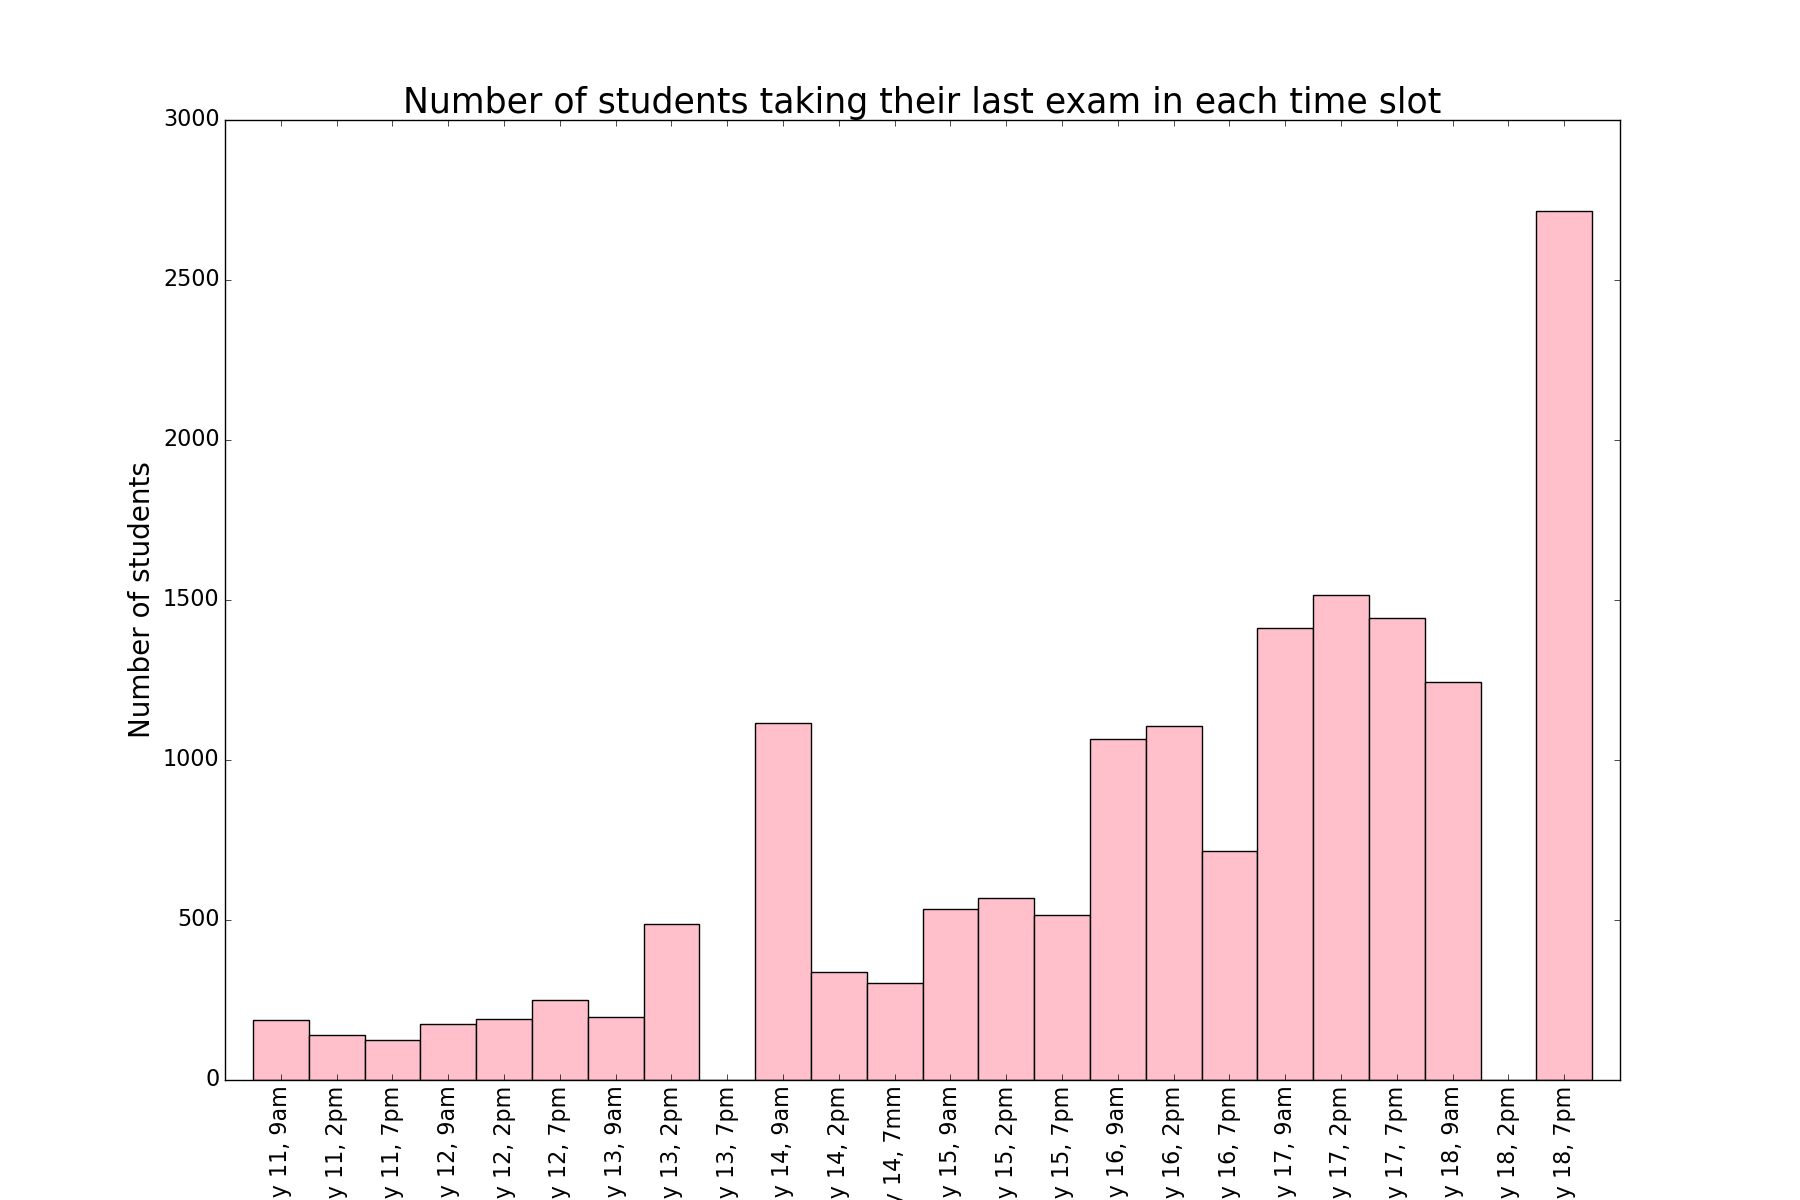 Number of students taking their last exam in each time slot
Number of students
3000
2500
2000
1500
1000
500
0
y 11, 9am
y 11, 2pm
y 11, 7pm
y 12, 9am
y 12, 2pm
y 12, 7pm
y 13, 9am
y 13, 2pm
y 13, 7pm
y 14, 9am
y 14, 2pm
y 14, 7mm
y 15, 9am
y 15, 2pm
y 15, 7pm
y 16, 9am
y 16, 2pm
y 16, 7pm
y 17, 9am
y 17, 2pm
y 17, 7pm
y 18, 9am
y 18, 2pm
y 18, 7pm